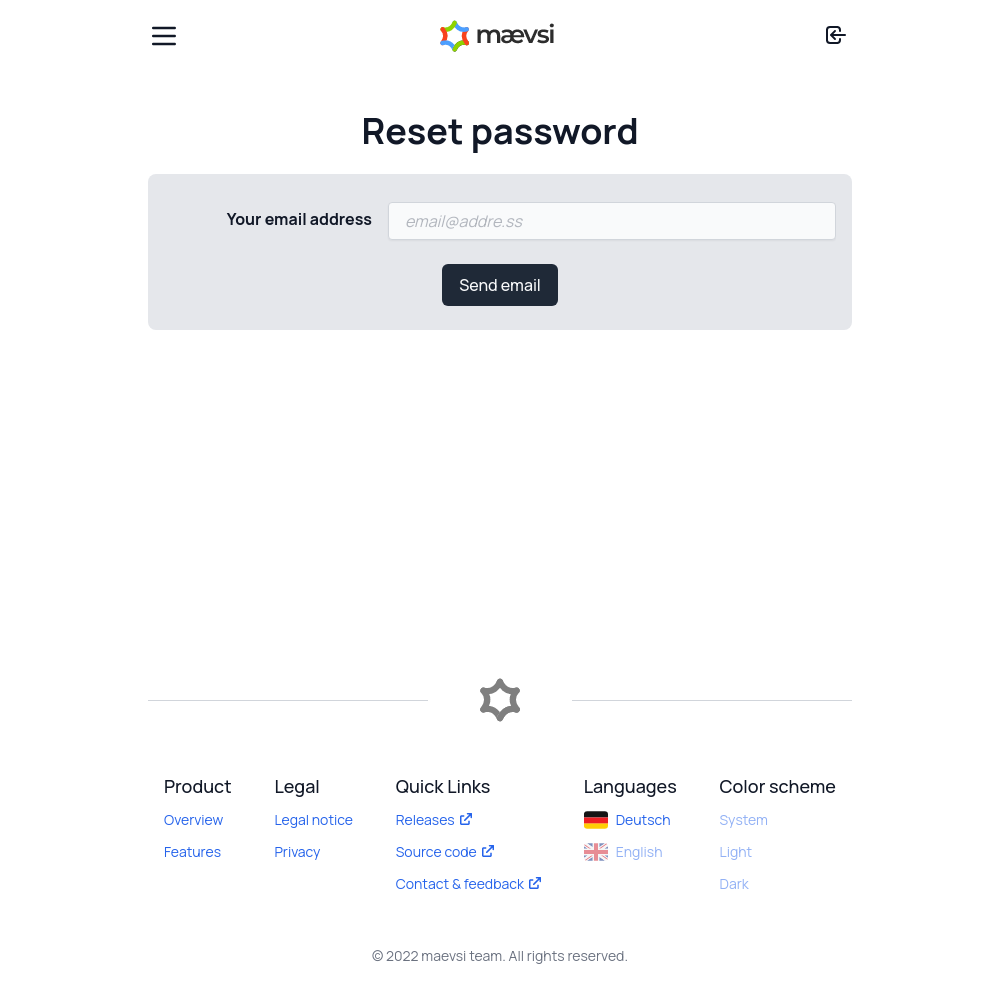 mævsi
Reset password
Your email address
email@addre.ss
Send email
Product
Overview
Features
Legal
Legal notice
Privacy
Quick Links
Releases
Source code
Contact & feedback
Languages
Deutsch
English
Color scheme
System
Light
Dark
© 2022 maevsi team. All rights reserved.